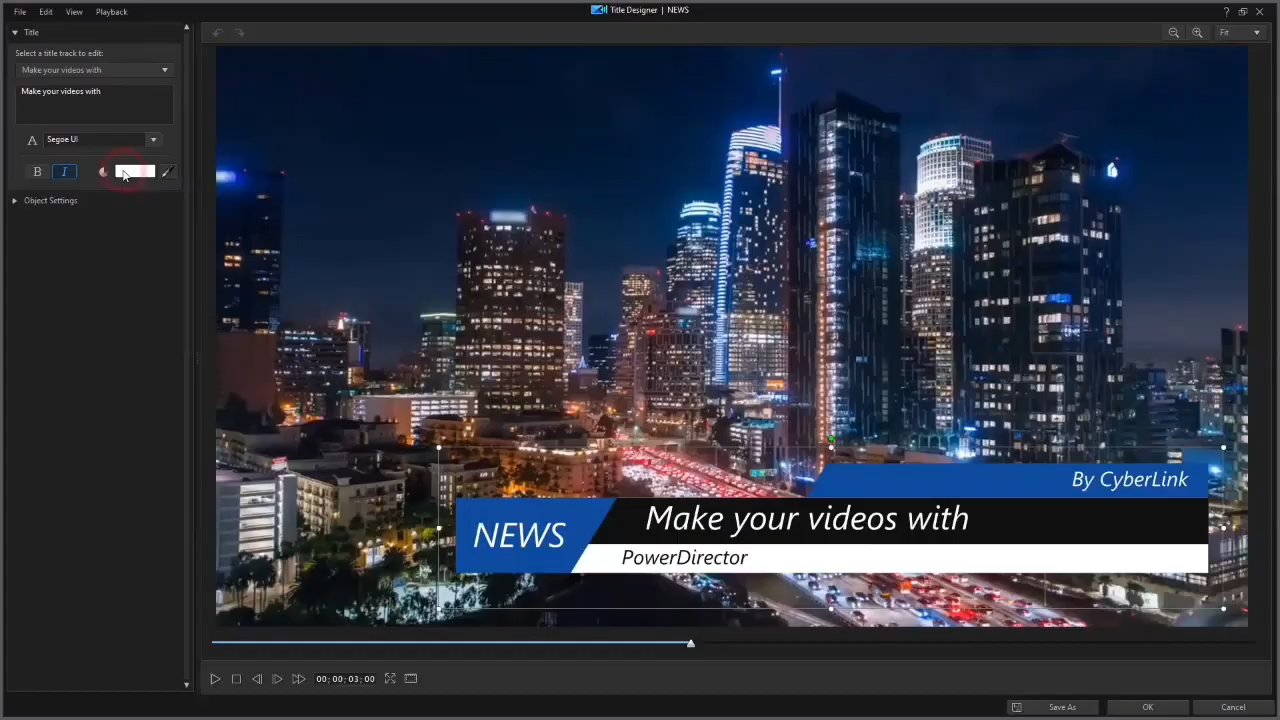 File Edit View Playback
Title Designer | NEWS
?
Title
Select a title track to edit:
Make your videos with
Make your videos with
A Segoe UI
B I
Object Settings
Fit
By CyberLink
NEWS
Make your videos with
PowerDirector
00; 00; 03; 00
Save As
OK
Cancel